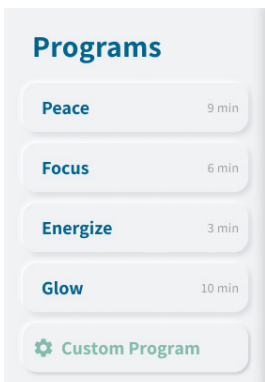 Programs
Peace 9 min
Focus 6 min
Energize 3 min
Glow 10 min
Custom Program